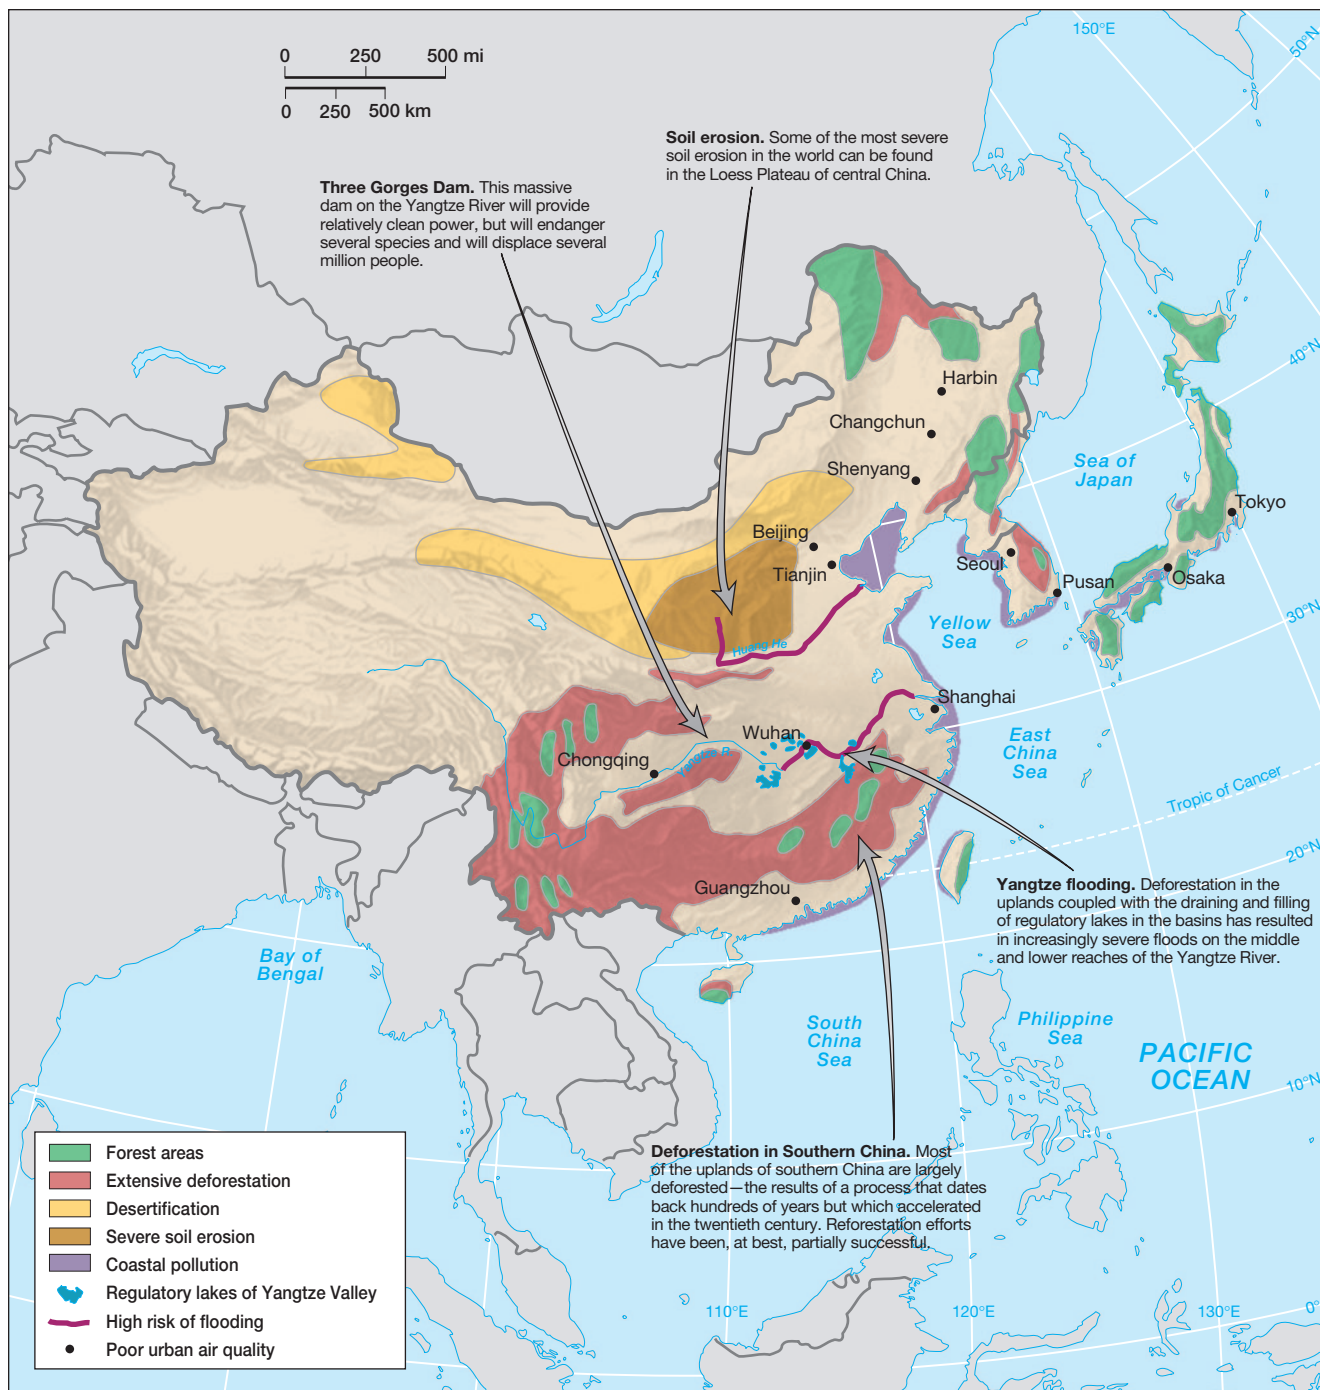 150°E
50°N
0 250 500 mi
0 250 500 km
Soil erosion. Some of the most severe
soil erosion in the world can be found
in the Loess Plateau of central China.
Three Gorges Dam. This massive
dam on the Yangtze River will provide
relatively clean power, but will endanger
several species and will displace several
million people.
40°N
Harbin
Changchun
Shenyang
Sea of
Japan
Tokyo
Beijing
Tianjin
Seoul
Pusan
Osaka
30°N
Yellow
Sea
Huang He
Shanghai
Wuhan
East
China
Sea
Chongqing
Yangtze R.
Tropic of Cancer
20°N
Guangzhou
Yangtze flooding. Deforestation in the
uplands coupled with the draining and filling
of regulatory lakes in the basins has resulted
in increasingly severe floods on the middle
and lower reaches of the Yangtze River.
Bay of
Bengal
South
China
Sea
Philippine
Sea
PACIFIC
OCEAN
10°N
Deforestation in Southern China. Most
of the uplands of southern China are largely
deforested—the results of a process that dates
back hundreds of years but which accelerated
in the twentieth century. Reforestation efforts
have been, at best, partially successful.
Forest areas
Extensive deforestation
Desertification
Severe soil erosion
Coastal pollution
Regulatory lakes of Yangtze Valley
High risk of flooding
Poor urban air quality
110°E
120°E
130°E
0°